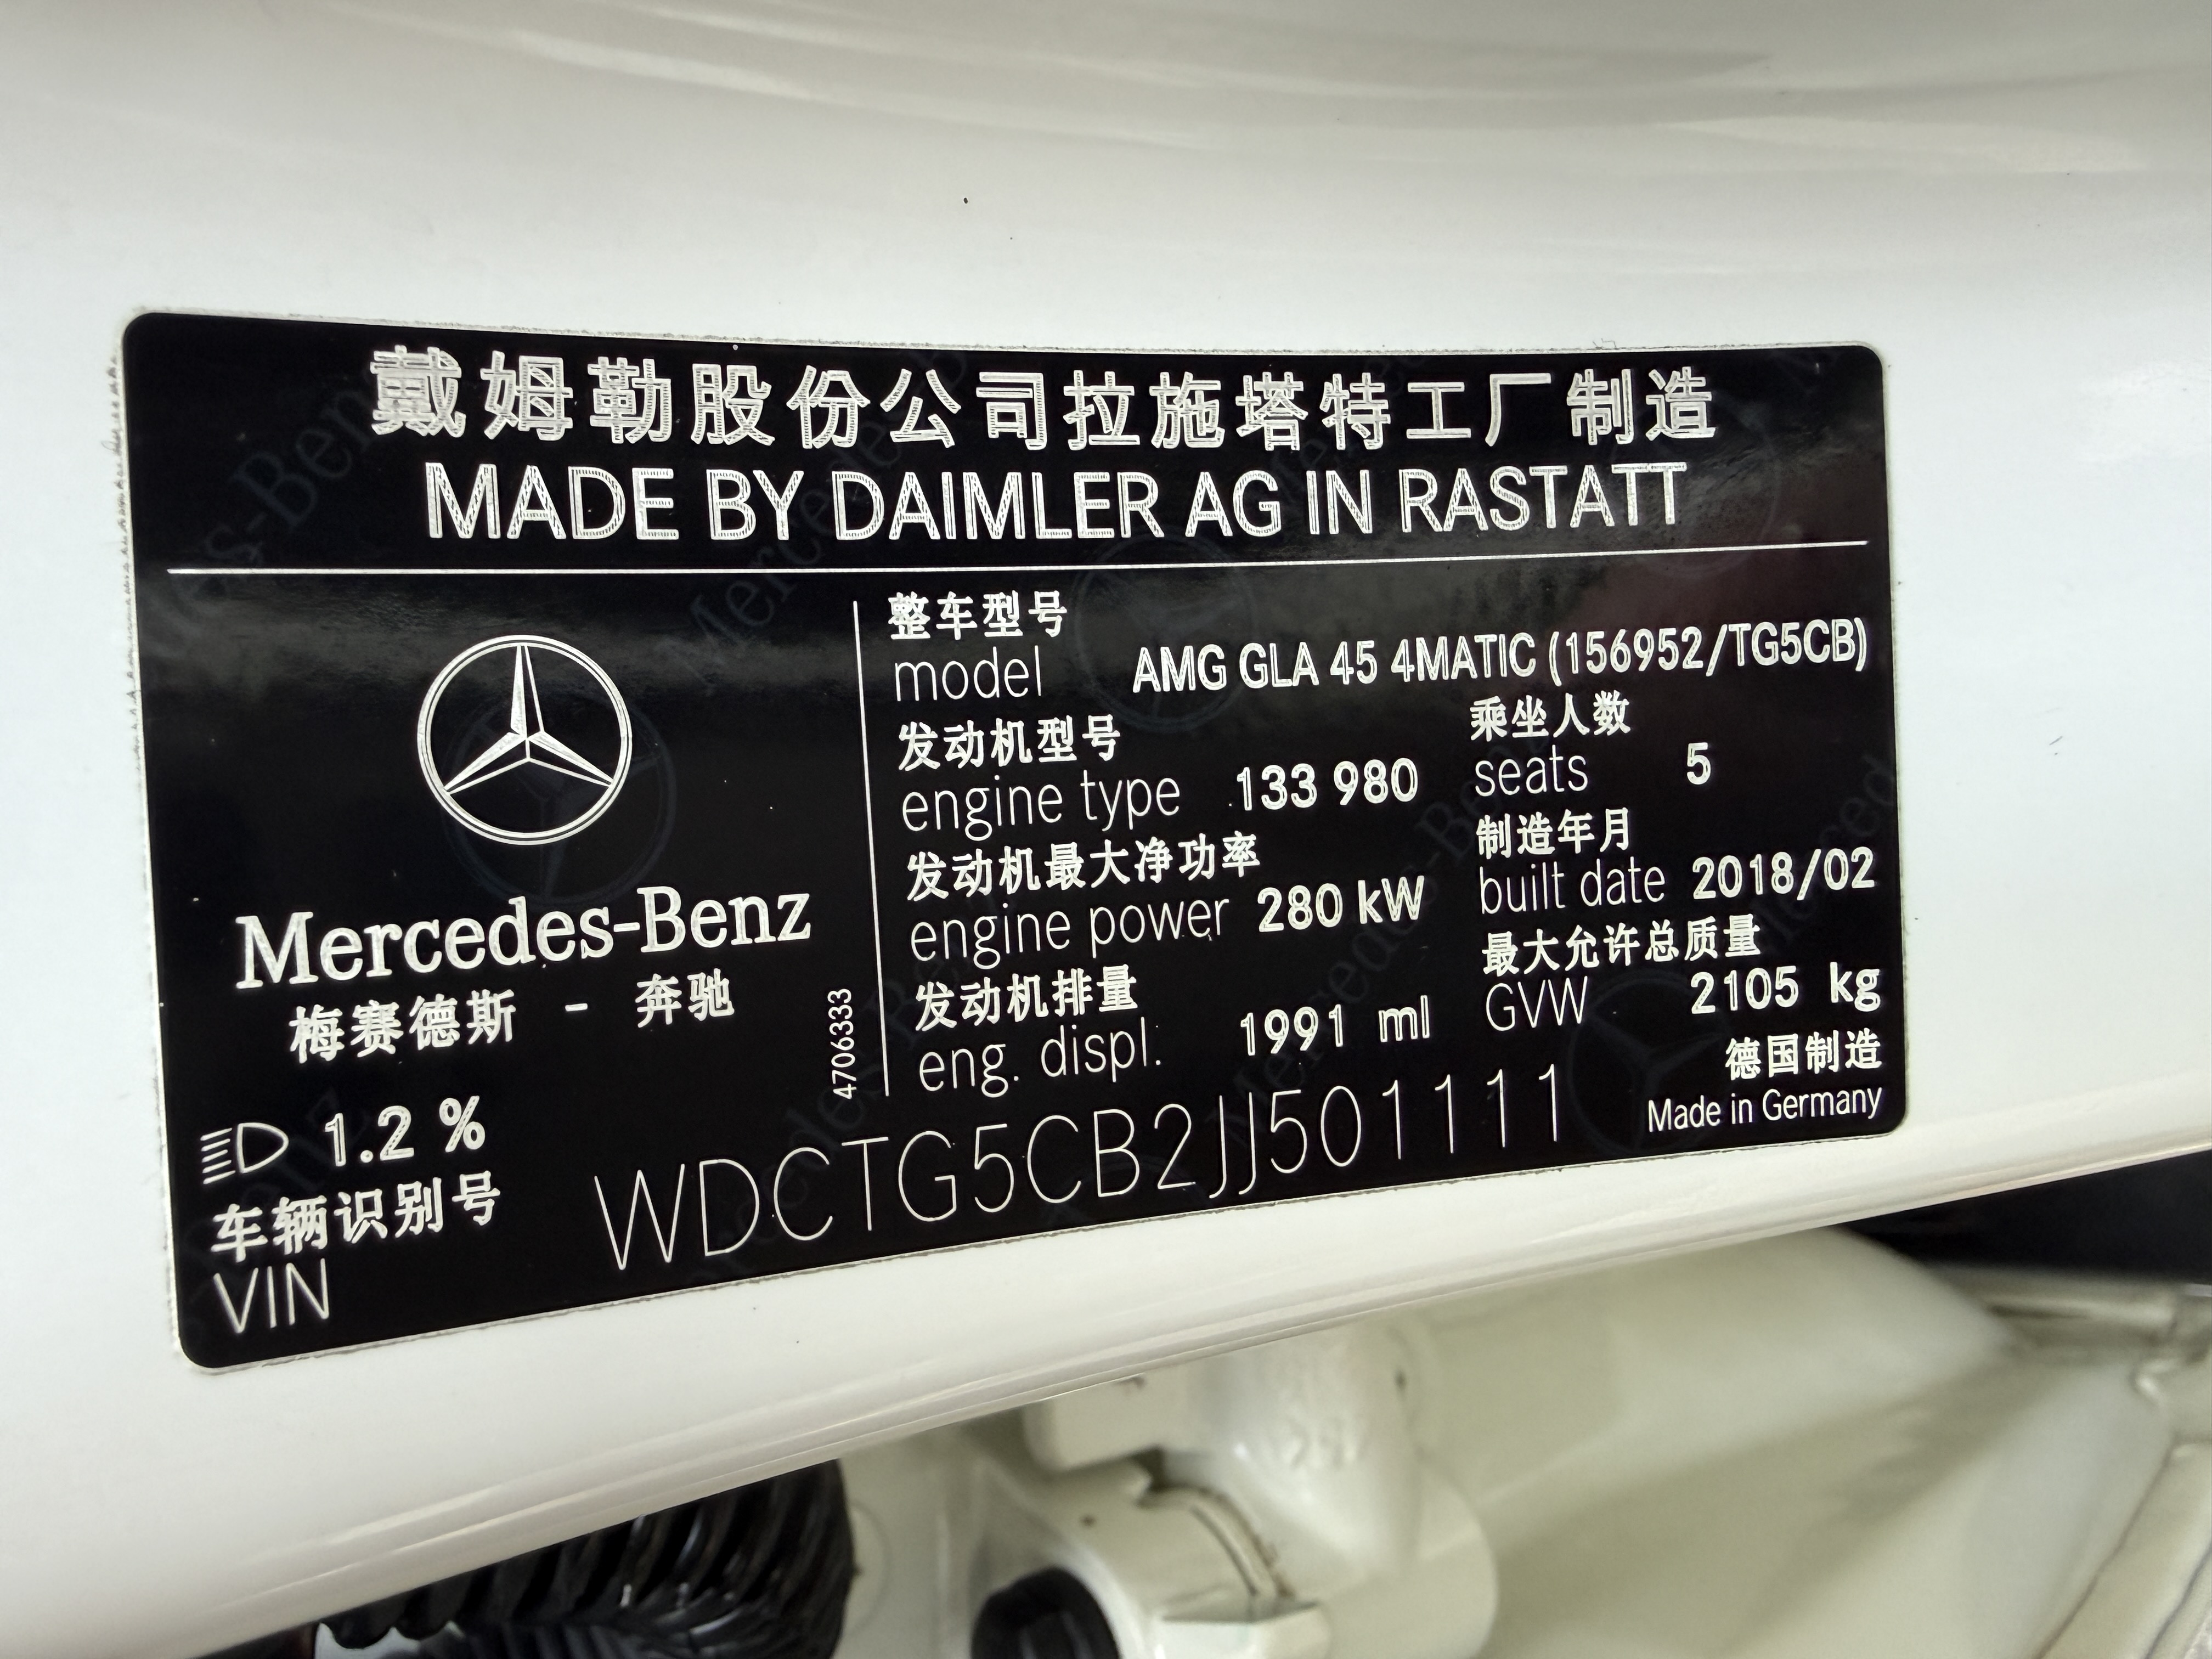 戴姆勒股份公司拉施塔特工厂制造
MADE BY DAIMLER AG IN RASTATT
Mercedes-Benz
梅赛德斯 - 奔驰
4706333
1.2 %
整车型号
model AMG GLA 45 4MATIC (156952/TG5CB)
发动机型号
engine type 133 980
乘坐人数
seats 5
发动机最大净功率
engine power 280 kW
制造年月
built date 2018/02
发动机排量
eng. displ. 1991 ml
最大允许总质量
GVW 2105 kg
德国制造
Made in Germany
车辆识别号
VIN WDCTG5CB2JJ501111